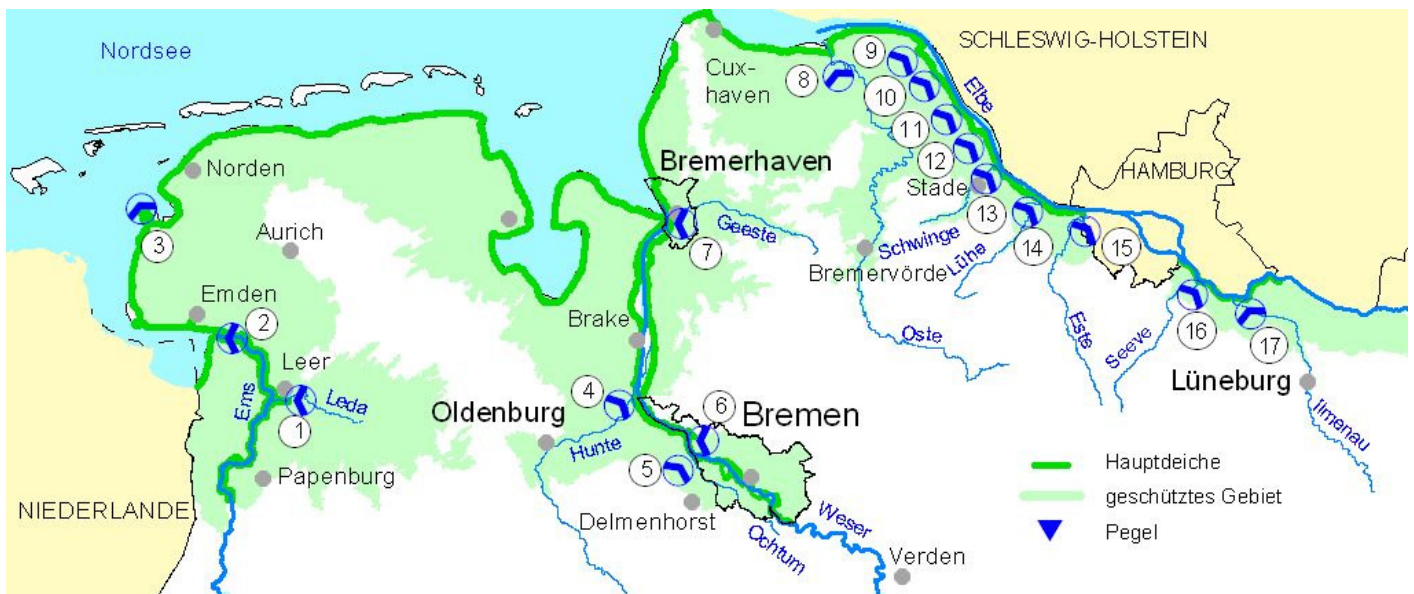 Nordsee
SCHLESWIG-HOLSTEIN
9
8
Cux-
haven
Elbe
10
11
12
HAMBURG
Bremerhaven
Norden
Stade
13
14
15
3
Aurich
7
Geeste
Schwinge
Lühe
Bremervörde
Emden
2
Brake
Este
Seeve
16
17
Oste
Leer
Ems
Leda
1
4
6
Oldenburg
Bremen
Lüneburg
Ilmenau
Hunte
5
Papenburg
NIEDERLANDE
Delmenhorst
Ochtum
Weser
Verden
Hauptdeiche
geschütztes Gebiet
Pegel